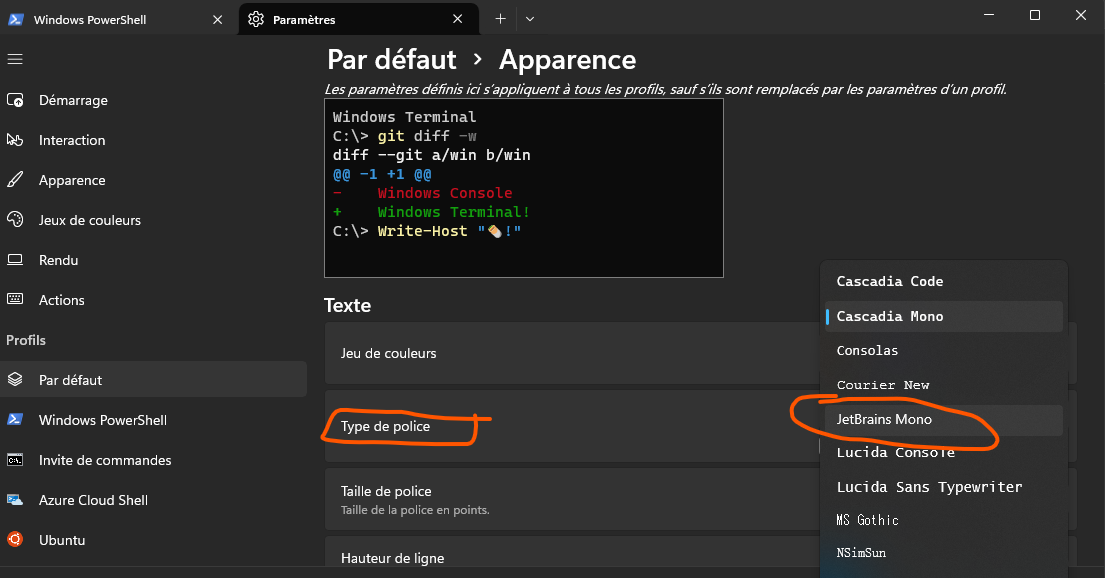 Windows PowerShell
Paramètres
Par défaut › Apparence
Les paramètres définis ici s'appliquent à tous les profils, sauf s'ils sont remplacés par les paramètres d'un profil.
Démarrage
Interaction
Apparence
Jeux de couleurs
Rendu
Actions
Profils
Par défaut
Windows PowerShell
Invite de commandes
Azure Cloud Shell
Ubuntu
Windows Terminal
C:\> git diff -w
diff --git a/win b/win
@@ -1 +1 @@
-    Windows Console
+    Windows Terminal!
C:\> Write-Host "!"
Texte
Jeu de couleurs
Type de police
Taille de police
Taille de la police en points.
Hauteur de ligne
Cascadia Code
Cascadia Mono
Consolas
Courier New
JetBrains Mono
Lucida Console
Lucida Sans Typewriter
MS Gothic
NSimSun